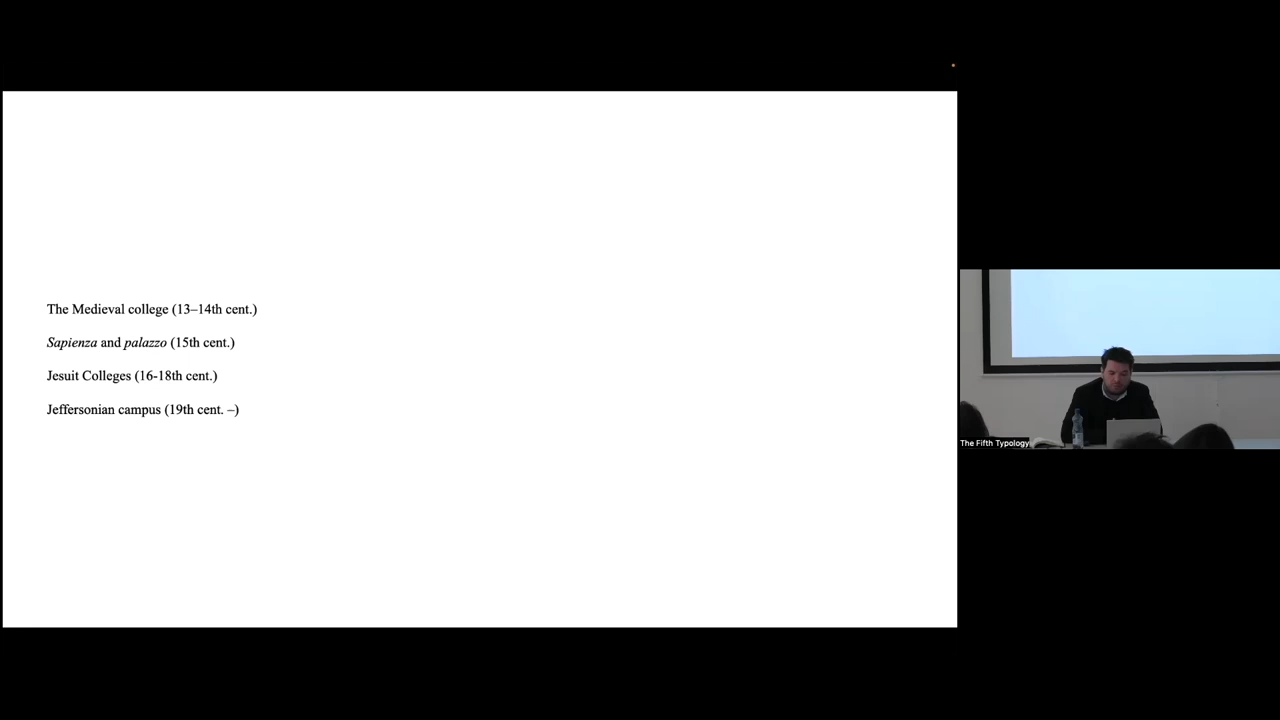 The Medieval college (13–14th cent.)
Sapienza and palazzo (15th cent.)
Jesuit Colleges (16-18th cent.)
Jeffersonian campus (19th cent. –)
The Fifth Typology